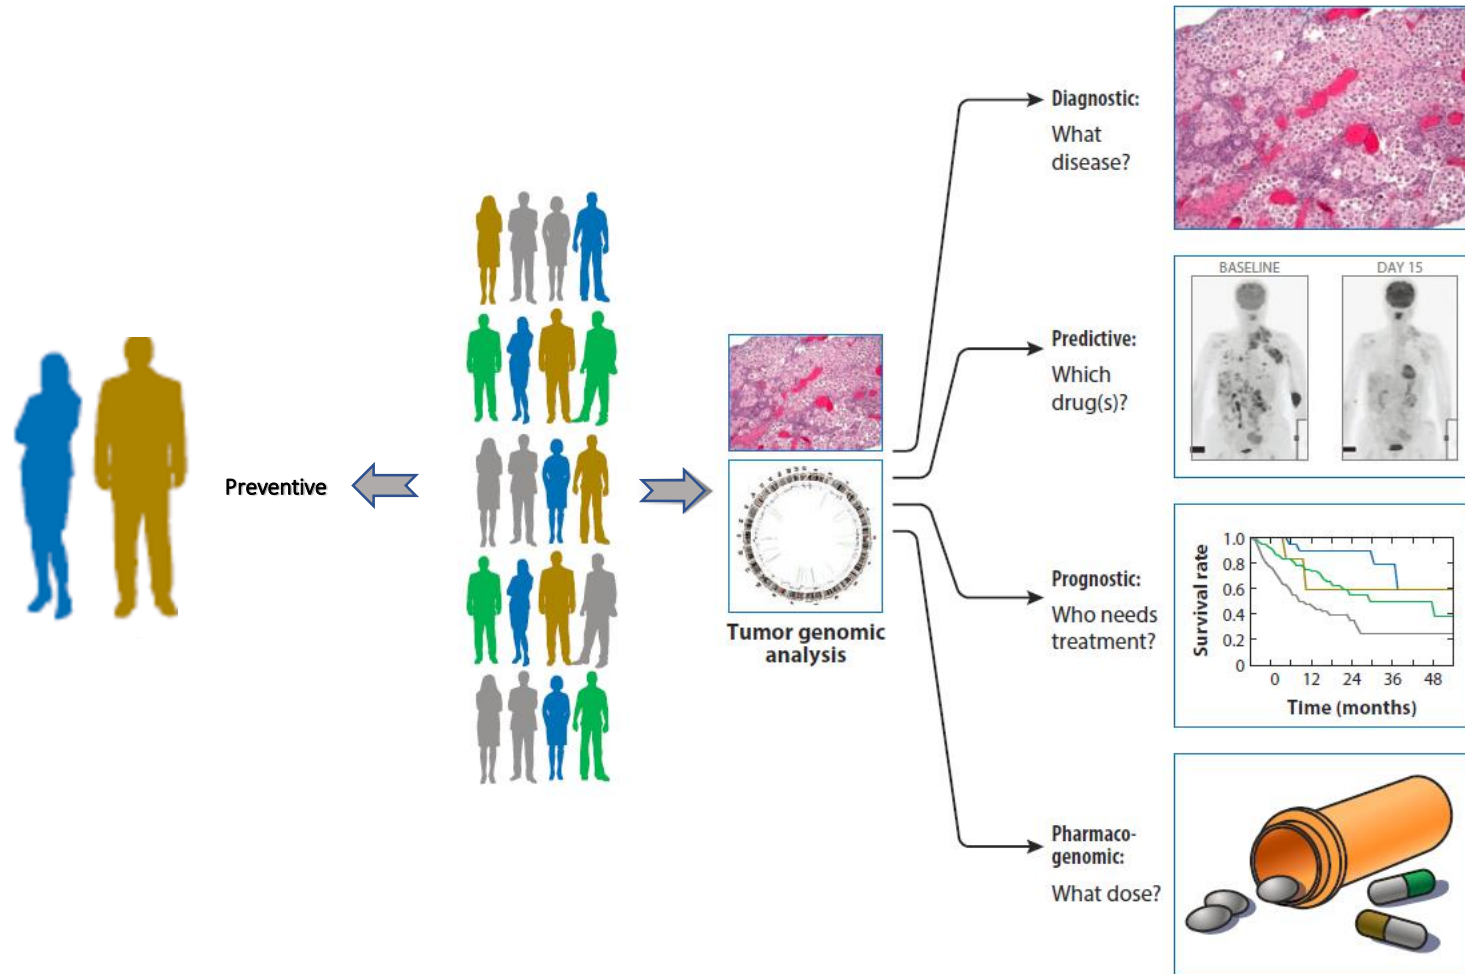 Preventive
Tumor genomic
analysis
Diagnostic:
What
disease?
BASELINE
DAY 15
Predictive:
Which
drug(s)?
Prognostic:
Who needs
treatment?
Survival rate
1.0
0.8
0.6
0.4
0.2
0
0 12 24 36 48
Time (months)
Pharmaco-
genomic:
What dose?